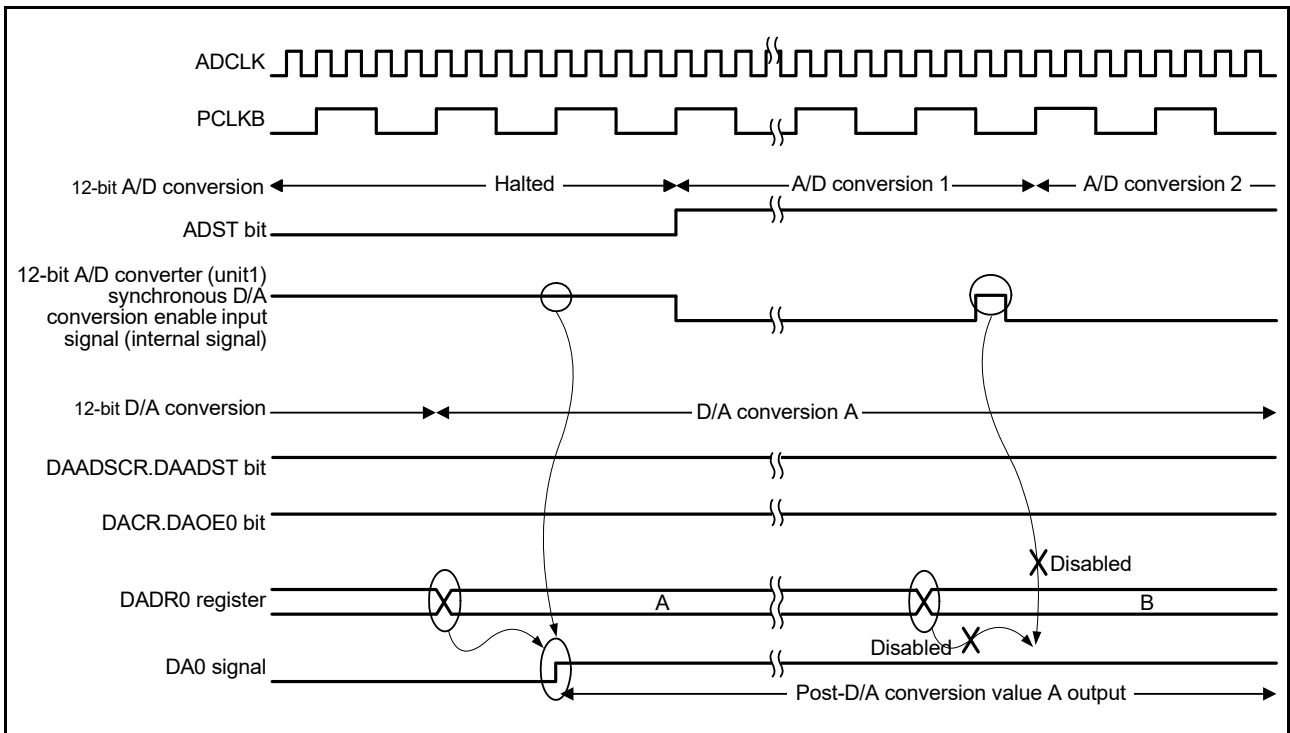 ADCLK
PCLKB
12-bit A/D conversion
Halted
A/D conversion 1
A/D conversion 2
ADST bit
12-bit A/D converter (unit1)
synchronous D/A
conversion enable input
signal (internal signal)
12-bit D/A conversion
D/A conversion A
DAADSCR.DAADST bit
DACR.DAOE0 bit
Disabled
DADR0 register
A
B
Disabled
DA0 signal
Post-D/A conversion value A output